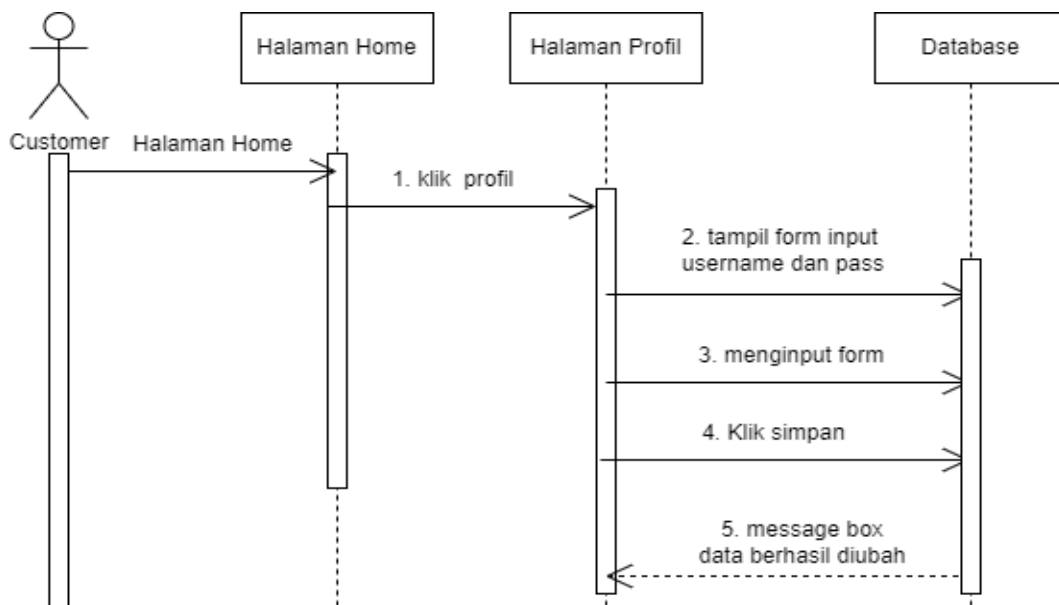 Halaman Home
Halaman Profil
Database
Customer
Halaman Home
1. klik profil
2. tampil form input
username dan pass
3. menginput form
4. Klik simpan
5. message box
data berhasil diubah